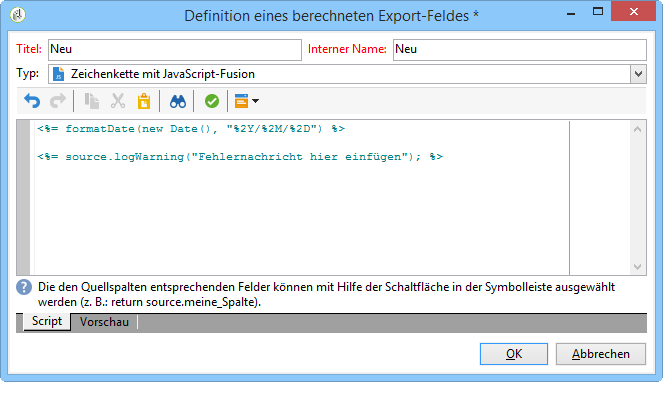 Definition eines berechneten Export-Feldes *
Titel: Neu Interner Name: Neu
Typ: Zeichenkette mit JavaScript-Fusion
<%= formatDate(new Date(), "%2Y/%2M/%2D") %>
<%= source.logWarning("Fehlernachricht hier einfügen"); %>
Die den Quellspalten entsprechenden Felder können mit Hilfe der Schaltfläche in der Symbolleiste ausgewählt
werden (z. B.: return source.meine_Spalte).
Script Vorschau
OK Abbrechen